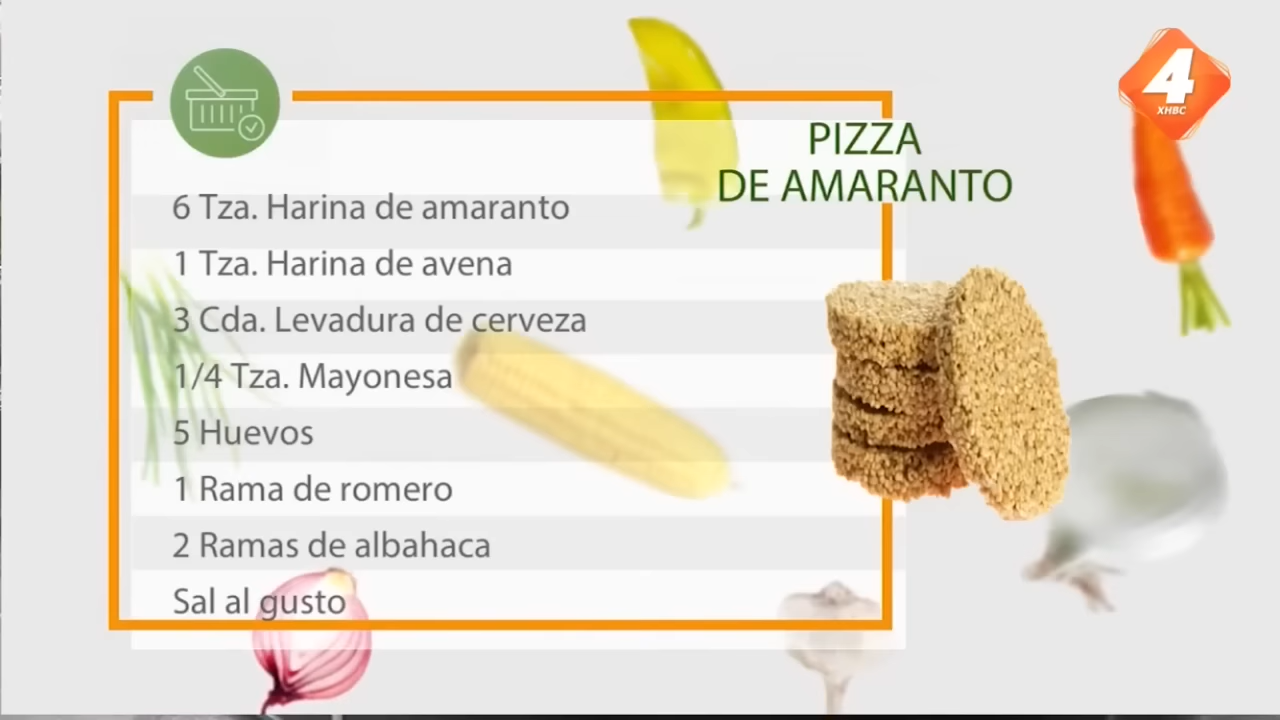 4
XHBC
PIZZA
DE AMARANTO
6 Tza. Harina de amaranto
1 Tza. Harina de avena
3 Cda. Levadura de cerveza
1/4 Tza. Mayonesa
5 Huevos
1 Rama de romero
2 Ramas de albahaca
Sal al gusto